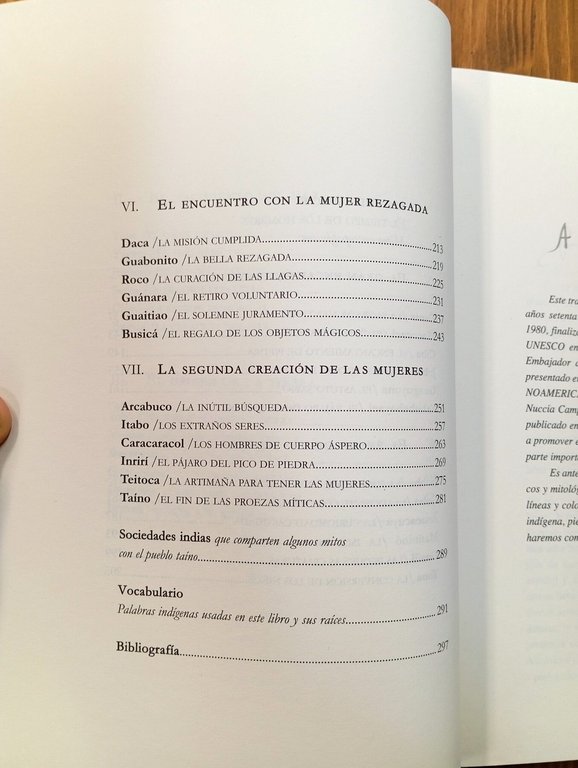 VI. El encuentro con la mujer rezagada
Daca /la misión cumplida....................213
Guabonito /la bella rezagada....................219
Roco /la curación de las llagas....................225
Guánara /el retiro voluntario....................231
Guaitiao /el solemne juramento....................237
Busicá /el regalo de los objetos mágicos....................243
VII. La segunda creación de las mujeres
Arcabuco /la inútil búsqueda....................251
Itabo /los extraños seres....................257
Caracaracol /los hombres de cuerpo áspero....................263
Inrirí /el pájaro del pico de piedra....................269
Teitoca /la artimaña para tener las mujeres....................275
Taíno /el fin de las proezas míticas....................281
Sociedades indias que comparten algunos mitos
con el pueblo taíno....................289
Vocabulario
Palabras indígenas usadas en este libro y sus raíces....................291
Bibliografía....................297
A
Este tra
años setenta
1980, finaliz
UNESCO en
Embajador
presentado e
NOAMERICA
Nuccia Camp
publicado en
a promover e
parte import
Es ante
cos y mitoló
líneas y colo
indígena, pie
haremos con